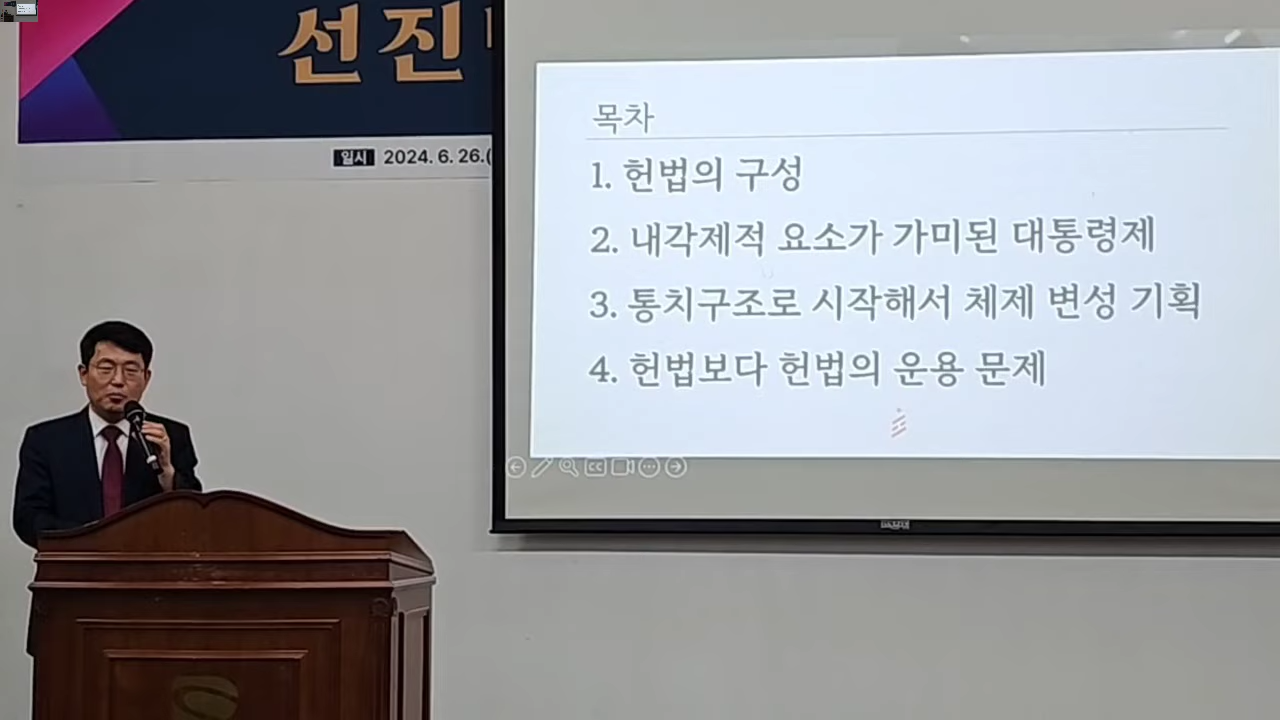 선진
일시 2024. 6. 26.(
목차
1. 헌법의 구성
2. 내각제적 요소가 가미된 대통령제
3. 통치구조로 시작해서 체제 변성 기획
4. 헌법보다 헌법의 운용 문제